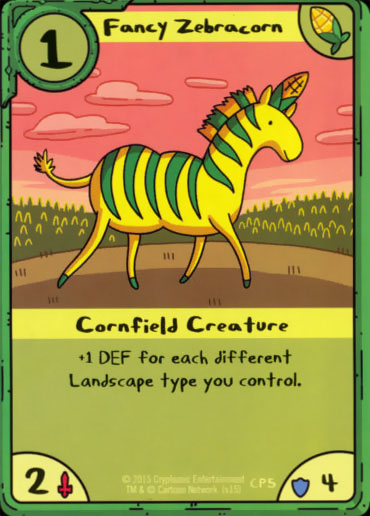 1
Fancy Zebracorn
Cornfield Creature
+1 DEF for each different
Landscape type you control.
© 2015 Cryptozoic Entertainment
TM & © Cartoon Network (s15)
CPS
2
4